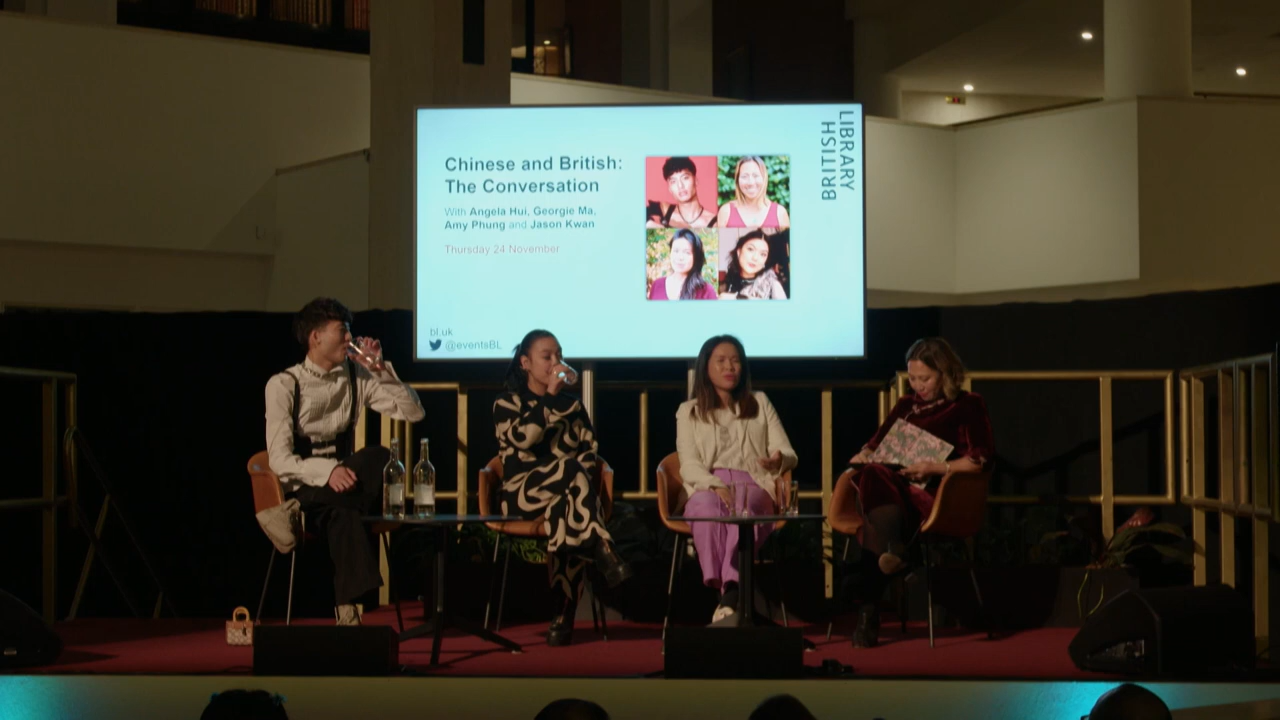 Chinese and British:
The Conversation
With Angela Hui, Georgie Ma,
Amy Phung and Jason Kwan
Thursday 24 November
bl.uk
@eventsBL
LIBRARY
BRITISH